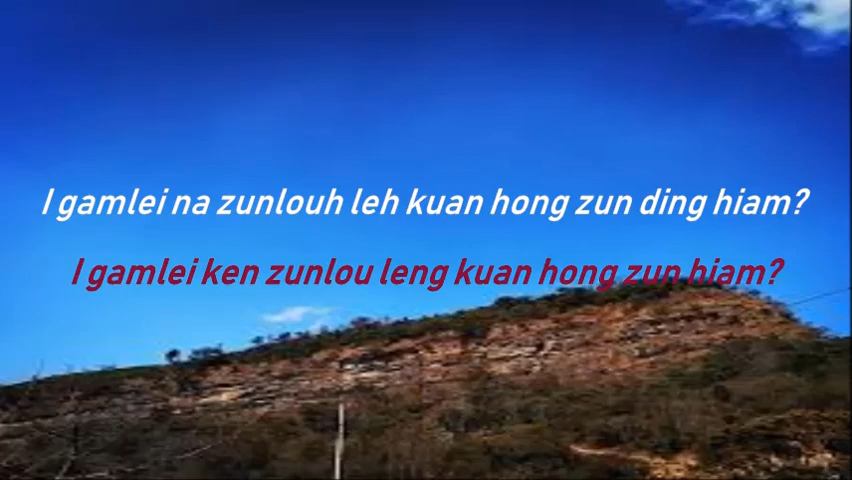 I gamlei na zunlouh leh kuan hong zun ding hiam?
I gamlei ken zunlou leng kuan hong zun hiam?